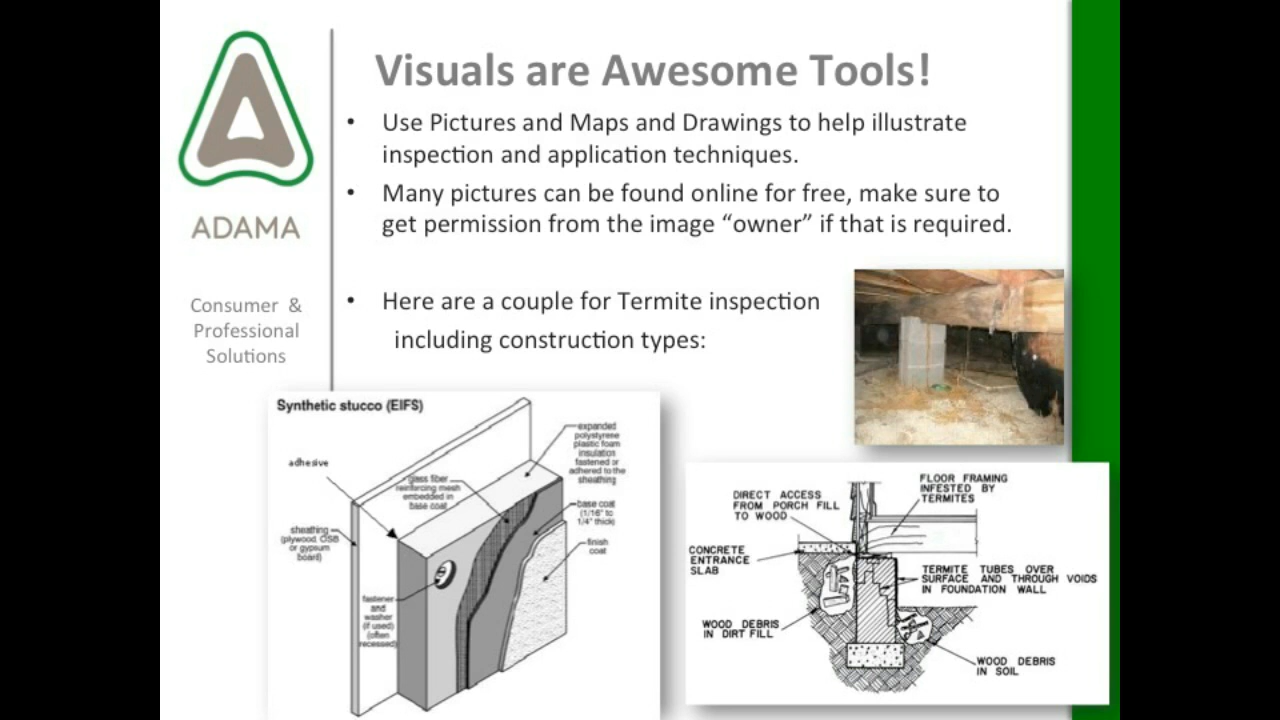 Visuals are Awesome Tools!
• Use Pictures and Maps and Drawings to help illustrate
inspection and application techniques.
• Many pictures can be found online for free, make sure to
get permission from the image “owner” if that is required.
• Here are a couple for Termite inspection
including construction types:
ADAMA
Consumer &
Professional
Solutions
Synthetic stucco (EIFS)
adhesive
sheathing
(plywood, OSB
or gypsum
board)
glass fiber
reinforcing mesh
embedded in
base coat
expanded
polystyrene
plastic foam
insulation
fastened or
adhered to the
sheathing
base coat
(1/16" to
1/4" thick)
finish
coat
fastener
and
washer
(if used)
(often
recessed)
FLOOR FRAMING
INFESTED BY
TERMITES
DIRECT ACCESS
FROM PORCH FILL
TO WOOD
CONCRETE
ENTRANCE
SLAB
TERMITE TUBES OVER
SURFACE AND THROUGH VOIDS
IN FOUNDATION WALL
WOOD DEBRIS
IN DIRT FILL
WOOD DEBRIS
IN SOIL